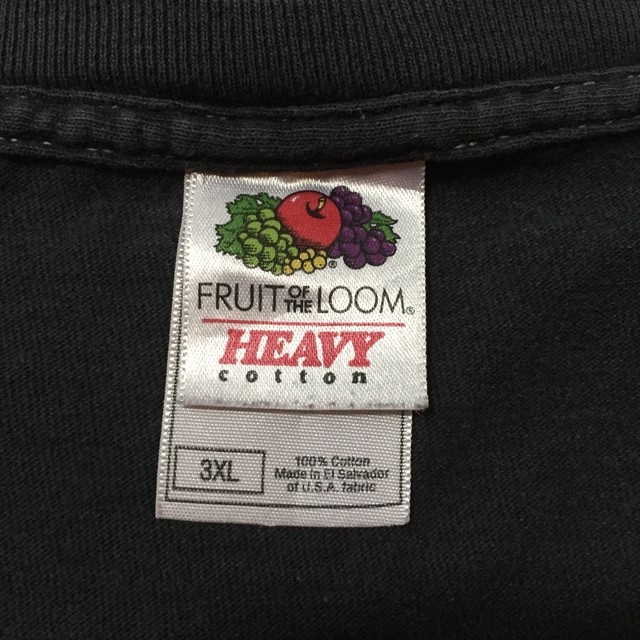 FRUIT OF THE LOOM®
HEAVY
cotton
3XL
100% Cotton
Made in El Salvador
of U.S.A. fabric